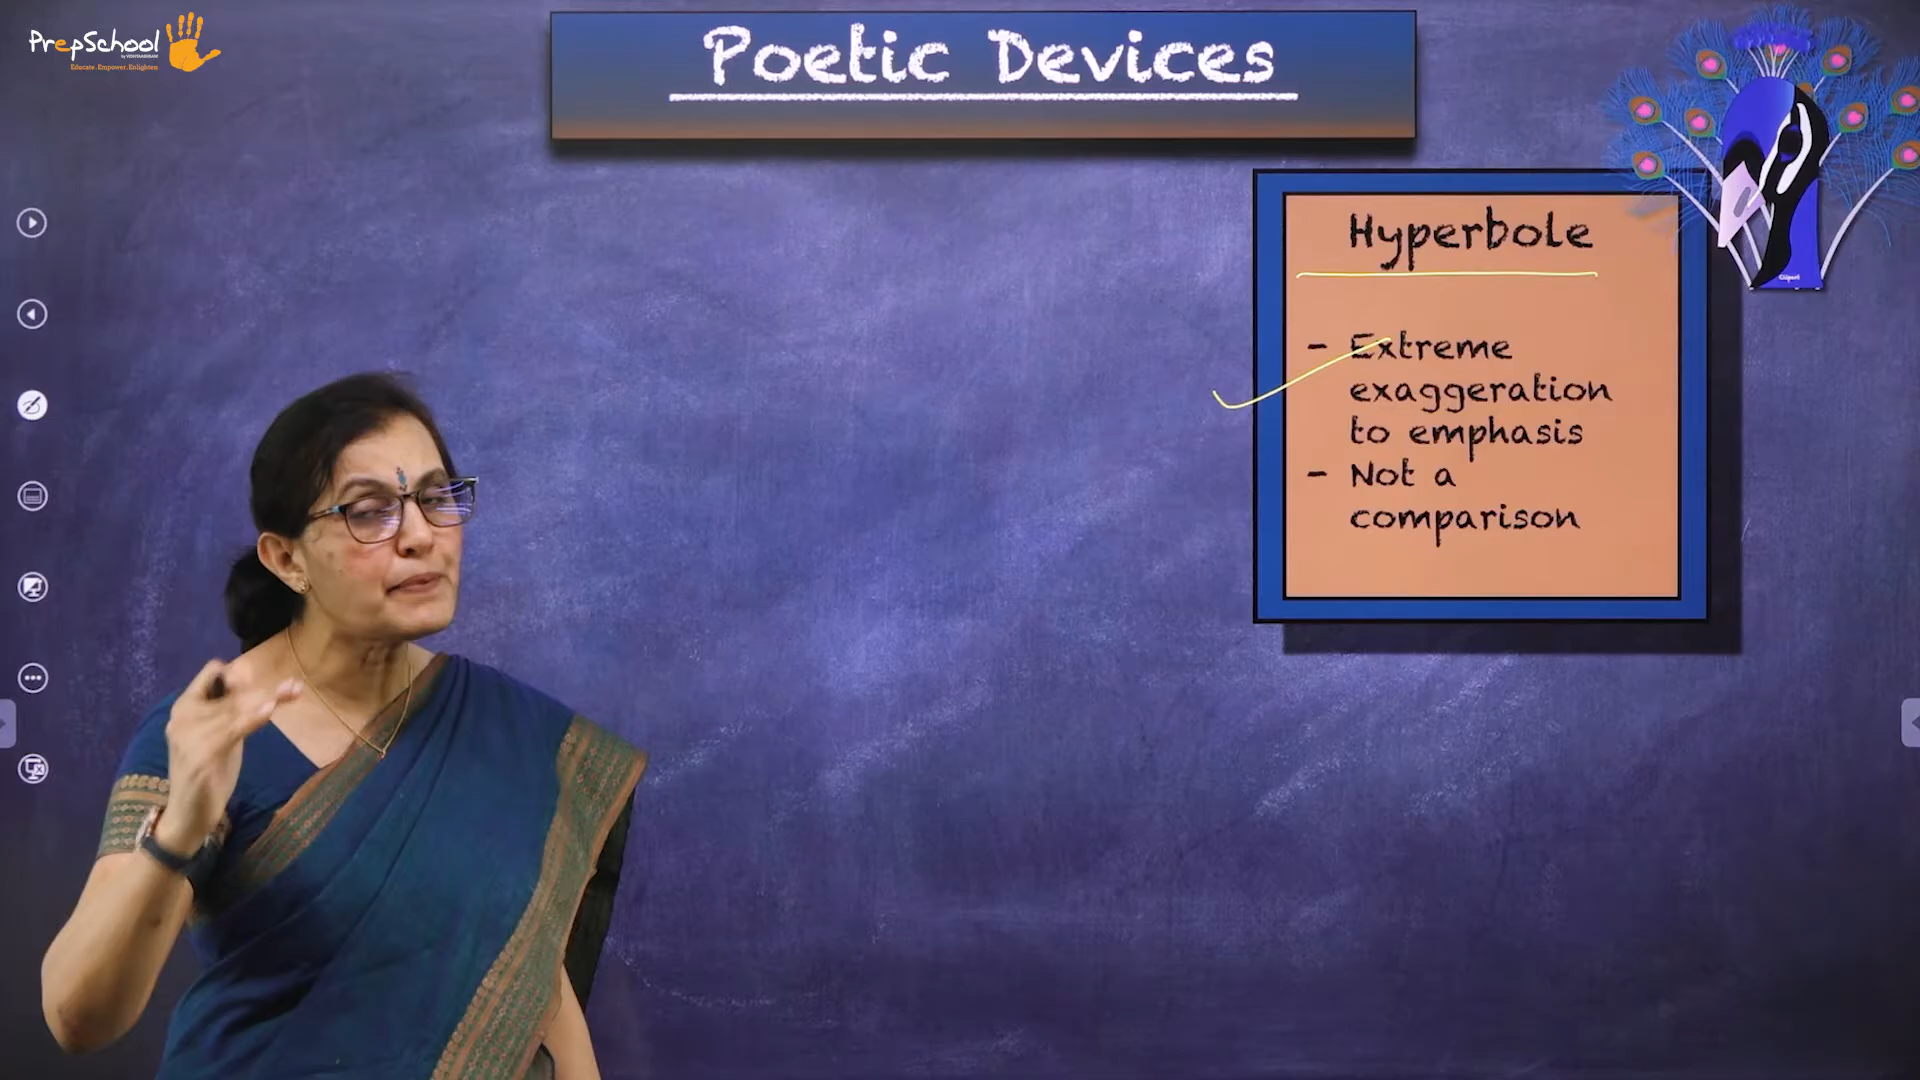 PrepSchool
Educate. Empower. Enlighten
Poetic Devices
Hyperbole
- Extreme
exaggeration
to emphasis
- Not a
comparison